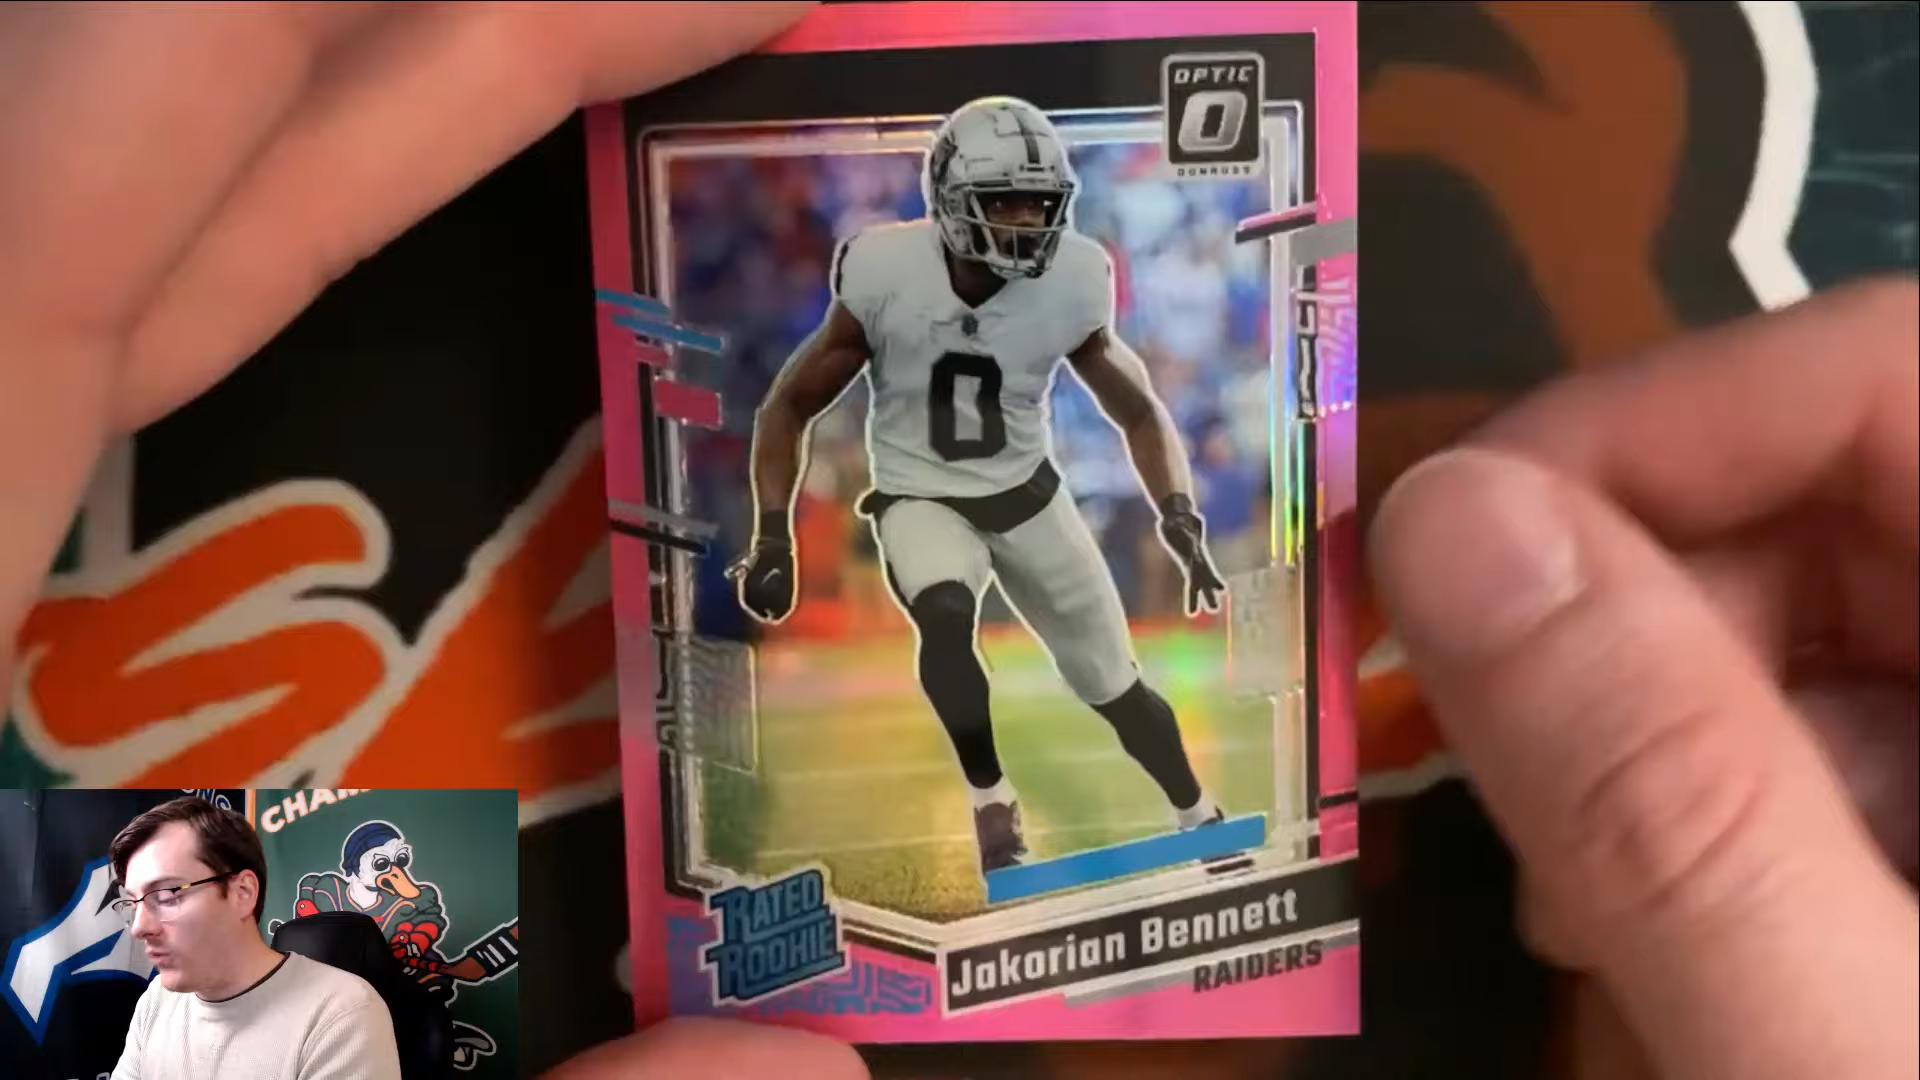 OPTIC
O
DONRUSS
0
RATED
ROOKIE
Jakorian Bennett
RAIDERS
CHAM